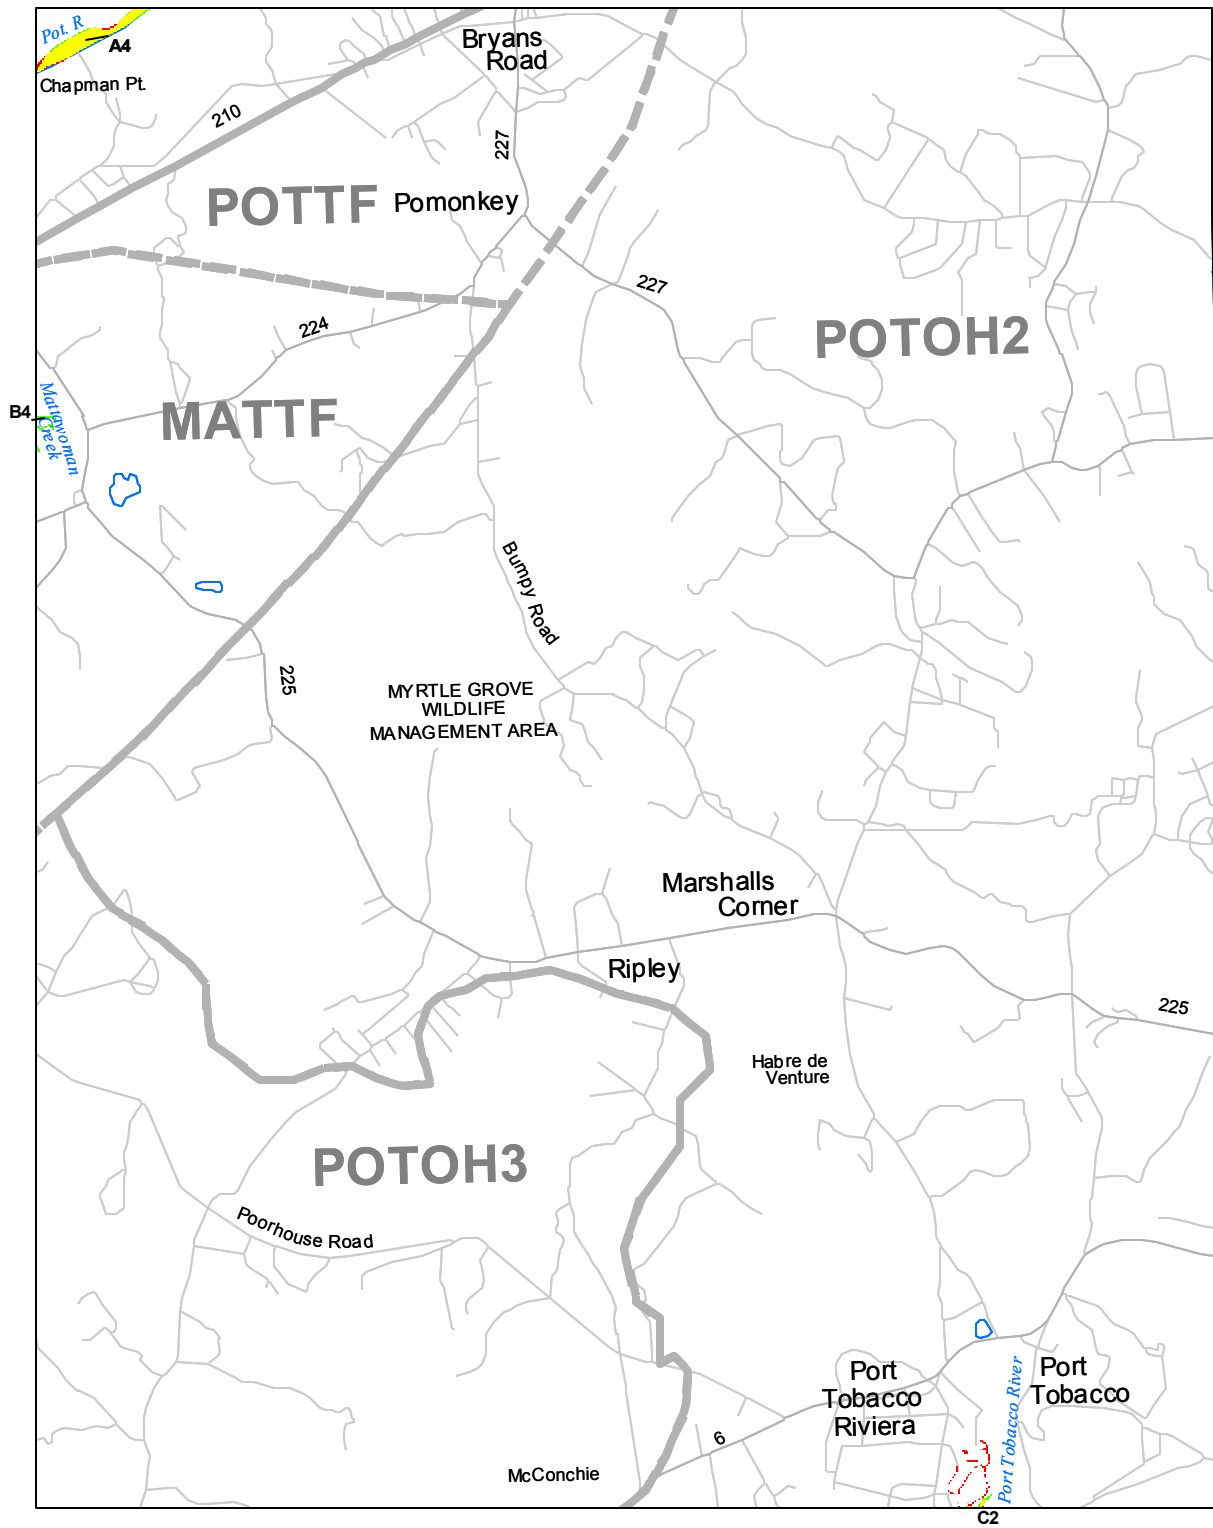 Pot. R
A4
Chapman Pt.
Bryans
Road
210
227
POTTF
Pomonkey
227
224
POTOH2
B4
Mattawoman
Creek
MATTF
Bumpy Road
225
MYRTLE GROVE
WILDLIFE
MANAGEMENT AREA
Marshalls
Corner
Ripley
225
Habre de
Venture
POTOH3
Poorhouse Road
Port
Tobacco
Riviera
Port
Tobacco
Port Tobacco River
6
McConchie
C2